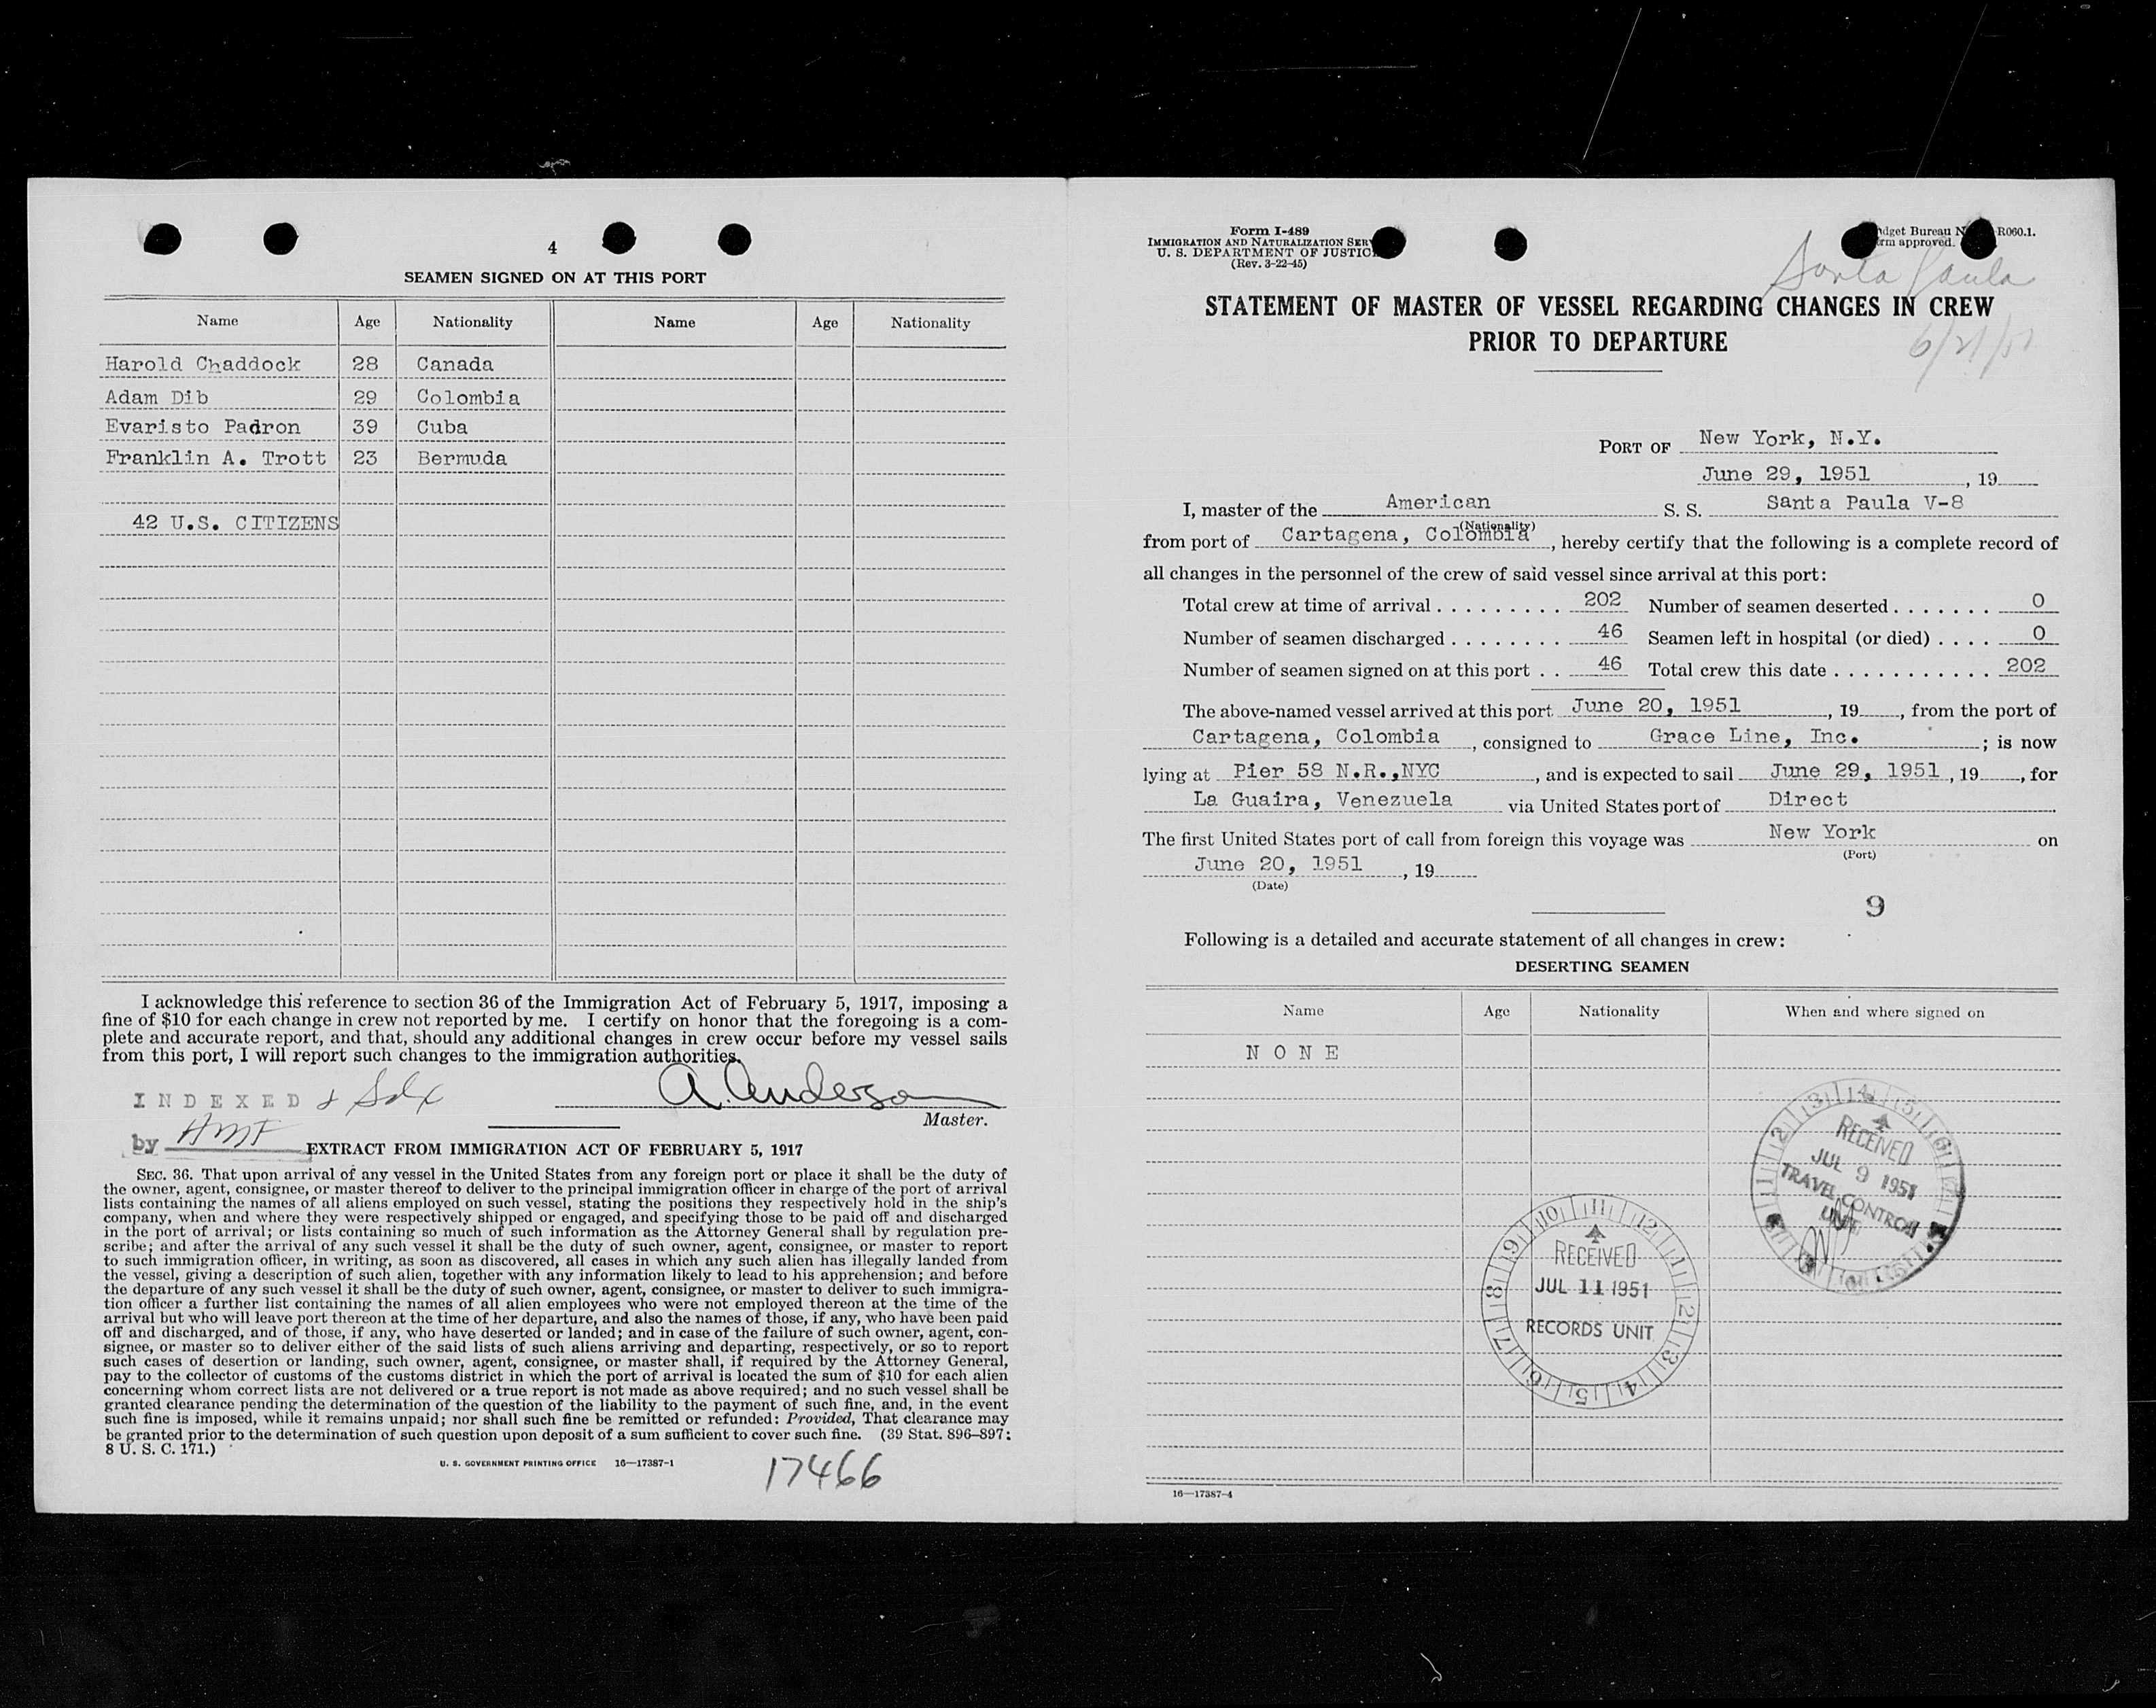 4
SEAMEN SIGNED ON AT THIS PORT
Name Age Nationality Name Age Nationality
Harold Chaddock 28 Canada
Adam Dib 29 Colombia
Evaristo Padron 39 Cuba
Franklin A. Trott 23 Bermuda
42 U.S. CITIZENS
I acknowledge this reference to section 36 of the Immigration Act of February 5, 1917, imposing a
fine of $10 for each change in crew not reported by me. I certify on honor that the foregoing is a com-
plete and accurate report, and that, should any additional changes in crew occur before my vessel sails
from this port, I will report such changes to the immigration authorities.
A. Anderson
INDEXED
Master.
by
EXTRACT FROM IMMIGRATION ACT OF FEBRUARY 5, 1917
SEC. 36. That upon arrival of any vessel in the United States from any foreign port or place it shall be the duty of
the owner, agent, consignee, or master thereof to deliver to the principal immigration officer in charge of the port of arrival
lists containing the names of all aliens employed on such vessel, stating the positions they respectively hold in the ship's
company, when and where they were respectively shipped or engaged, and specifying those to be paid off and discharged
in the port of arrival; or lists containing so much of such information as the Attorney General shall by regulation pre-
scribe; and after the arrival of any such vessel it shall be the duty of such owner, agent, consignee, or master to report
to such immigration officer, in writing, as soon as discovered, all cases in which any such alien has illegally landed from
the vessel, giving a description of such alien, together with any information likely to lead to his apprehension; and before
the departure of any such vessel it shall be the duty of such owner, agent, consignee, or master to deliver to such immigra-
tion officer a further list containing the names of all alien employees who were not employed thereon at the time of the
arrival but who will leave port thereon at the time of her departure, and also the names of those, if any, who have been paid
off and discharged, and of those, if any, who have deserted or landed; and in case of the failure of such owner, agent, con-
signee, or master so to deliver either of the said lists of such aliens arriving and departing, respectively, or so to report
such cases of desertion or landing, such owner, agent, consignee, or master shall, if required by the Attorney General,
pay to the collector of customs of the customs district in which the port of arrival is located the sum of $10 for each alien
concerning whom correct lists are not delivered or a true report is not made as above required; and no such vessel shall be
granted clearance pending the determination of the question of the liability to the payment of such fine, and, in the event
such fine is imposed, while it remains unpaid; nor shall such fine be remitted or refunded: Provided, That clearance may
be granted prior to the determination of such question upon deposit of a sum sufficient to cover such fine. (39 Stat. 896–897;
8 U. S. C. 171.)
U. S. GOVERNMENT PRINTING OFFICE 16—17387-1
17466
Form I-489
IMMIGRATION AND NATURALIZATION SER
U. S. DEPARTMENT OF JUSTIC
(Rev. 3-22-45)
dget Bureau N R060.1.
rm approved.
Santa Paula
STATEMENT OF MASTER OF VESSEL REGARDING CHANGES IN CREW
PRIOR TO DEPARTURE
PORT OF New York, N.Y.
June 29, 1951, 19
I, master of the American S. S. Santa Paula V-8
(Nationality)
from port of Cartagena, Colombia, hereby certify that the following is a complete record of
all changes in the personnel of the crew of said vessel since arrival at this port:
Total crew at time of arrival . . . . . . . . . 202 Number of seamen deserted . . . . . . . 0
Number of seamen discharged . . . . . . . . 46 Seamen left in hospital (or died) . . . . 0
Number of seamen signed on at this port . . 46 Total crew this date . . . . . . . . . . . 202
The above-named vessel arrived at this port June 20, 1951, 19, from the port of
Cartagena, Colombia, consigned to Grace Line, Inc.; is now
lying at Pier 58 N.R.,NYC, and is expected to sail June 29, 1951, 19, for
La Guaira, Venezuela via United States port of Direct
The first United States port of call from foreign this voyage was New York on
(Port)
June 20, 1951, 19
(Date)
9
Following is a detailed and accurate statement of all changes in crew:
DESERTING SEAMEN
Name Age Nationality When and where signed on
N O N E
RECEIVED
JUL 9 1951
TRAVEL CONTROL
UNIT
RECEIVED
JUL 11 1951
RECORDS UNIT
16—17387-4